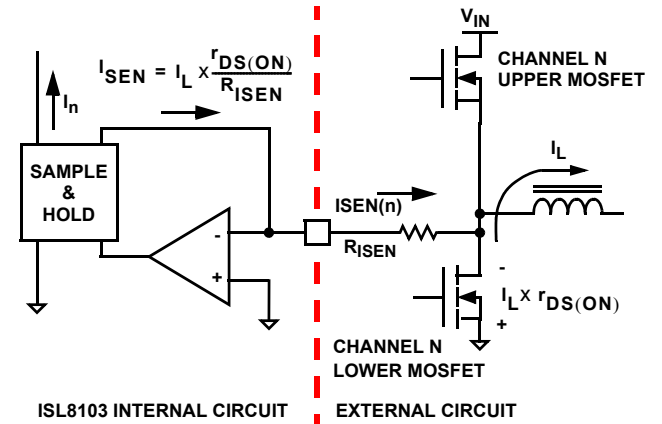 V_IN
CHANNEL N
UPPER MOSFET
I_SEN = I_L x r_DS(ON) / R_ISEN
I_n
SAMPLE
&
HOLD
I_L
ISEN(n)
-
+
R_ISEN
-
I_L x r_DS(ON)
+
CHANNEL N
LOWER MOSFET
ISL8103 INTERNAL CIRCUIT
EXTERNAL CIRCUIT